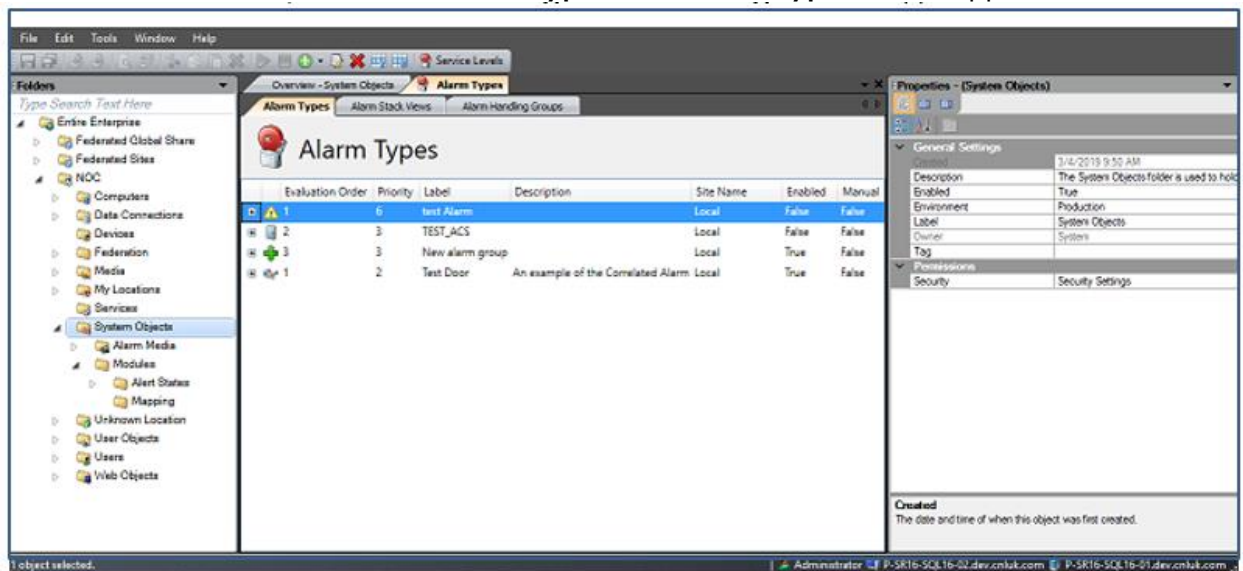 File Edit Tools Window Help
Service Levels
Folders
Type Search Text Here
Entire Enterprise
Federated Global Share
Federated Sites
NOC
Computers
Data Connections
Devices
Federation
Media
My Locations
Services
System Objects
Alarm Media
Modules
Alert States
Mapping
Unknown Location
User Objects
Users
Web Objects
Overview - System Objects Alarm Types
Alarm Types Alarm Stack Views Alarm Handling Groups
Alarm Types
Evaluation Order Priority Label Description Site Name Enabled Manual
1 6 test Alarm Local False False
2 3 TEST_ACS Local False False
3 3 New alarm group Local True False
1 2 Test Door An example of the Correlated Alarm Local True False
Properties - (System Objects)
General Settings
Created 3/4/2019 9:50 AM
Description The System Objects folder is used to hold
Enabled True
Environment Production
Label System Objects
Owner System
Tag
Permissions
Security Security Settings
Created
The date and time of when this object was first created.
1 object selected. Administrator P-SR16-SQL16-02.dev.cnluk.com P-SR16-SQL16-01.dev.cnluk.com